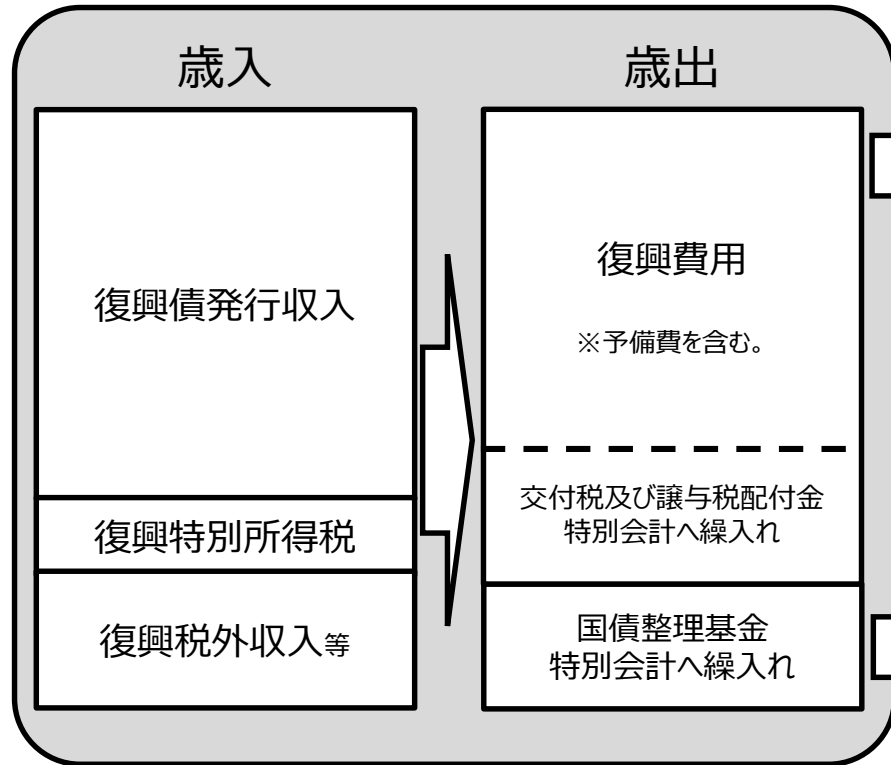 歳入
復興債発行収入
復興特別所得税
復興税外収入等
歳出
復興費用
※予備費を含む。
交付税及び譲与税配付金
特別会計へ繰入れ
国債整理基金
特別会計へ繰入れ